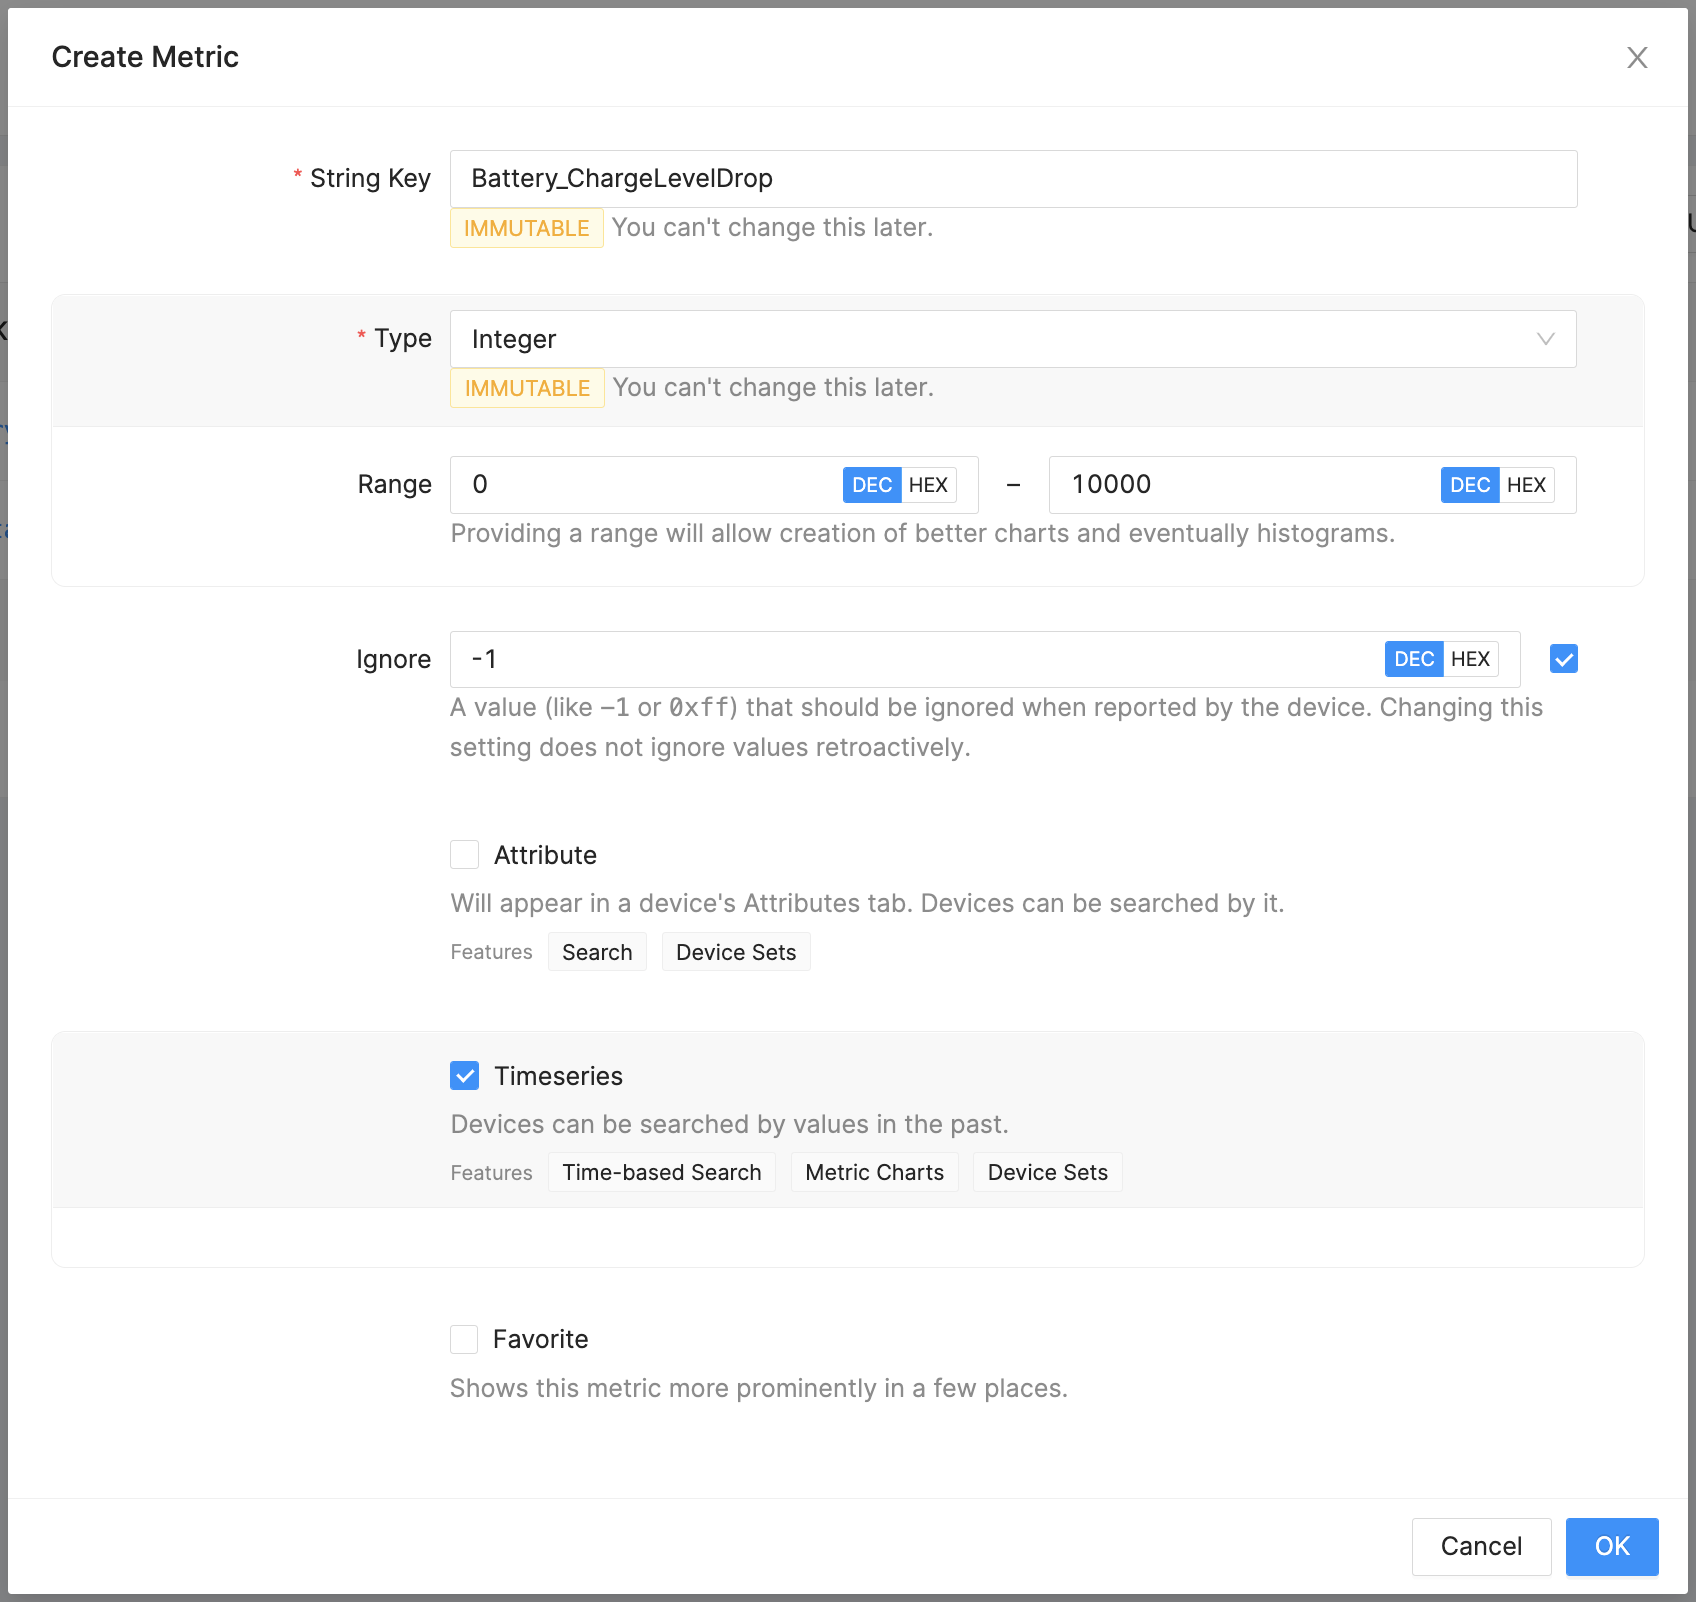 Create Metric
* String Key
Battery_ChargeLevelDrop
IMMUTABLE You can't change this later.
* Type
Integer
IMMUTABLE You can't change this later.
Range
0 DEC HEX – 10000 DEC HEX
Providing a range will allow creation of better charts and eventually histograms.
Ignore
-1 DEC HEX
A value (like –1 or 0xff) that should be ignored when reported by the device. Changing this
setting does not ignore values retroactively.
Attribute
Will appear in a device's Attributes tab. Devices can be searched by it.
Features Search Device Sets
Timeseries
Devices can be searched by values in the past.
Features Time-based Search Metric Charts Device Sets
Favorite
Shows this metric more prominently in a few places.
Cancel OK